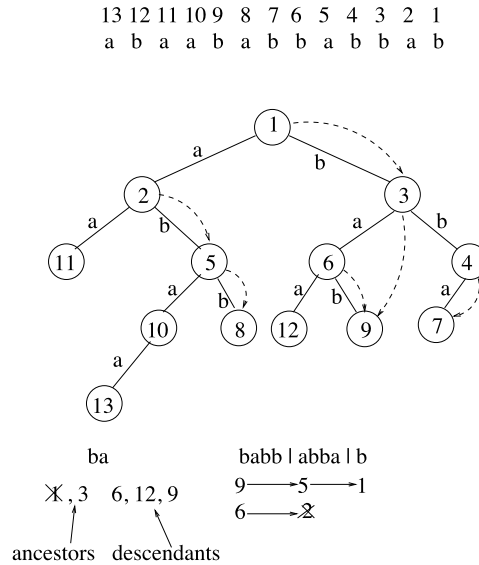 13 12 11 10 9 8 7 6 5 4 3 2 1
a b a a b a b b a b b a b
1
a b
2 3
a b a b
11 5 6 4
a b a b a
10 8 12 9 7
a
13
ba babb | abba | b
9 5 1
1, 3 6, 12, 9
6 2
ancestors descendants